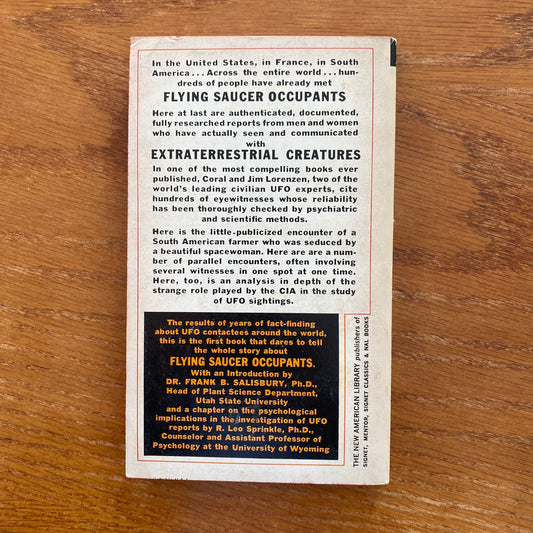 In the United States, in France, in South
America . . . Across the entire world . . . hun-
dreds of people have already met
FLYING SAUCER OCCUPANTS
Here at last are authenticated, documented,
fully researched reports from men and women
who have actually seen and communicated
with
EXTRATERRESTRIAL CREATURES
In one of the most compelling books ever
published, Coral and Jim Lorenzen, two of the
world's leading civilian UFO experts, cite
hundreds of eyewitnesses whose reliability
has been thoroughly checked by psychiatric
and scientific methods.
Here is the little-publicized encounter of a
South American farmer who was seduced by
a beautiful spacewoman. Here are are a num-
ber of parallel encounters, often involving
several witnesses in one spot at one time.
Here, too, is an analysis in depth of the
strange role played by the CIA in the study
of UFO sightings.
The results of years of fact-finding
about UFO contactees around the world,
this is the first book that dares to tell
the whole story about
FLYING SAUCER OCCUPANTS.
With an Introduction by
DR. FRANK B. SALISBURY, Ph.D.,
Head of Plant Science Department,
Utah State University
and a chapter on the psychological
implications in the investigation of UFO
reports by R. Leo Sprinkle, Ph.D.,
Counselor and Assistant Professor of
Psychology at the University of Wyoming
THE NEW AMERICAN LIBRARY publishers of
SIGNET, MENTOR, SIGNET CLASSICS & NAL BOOKS